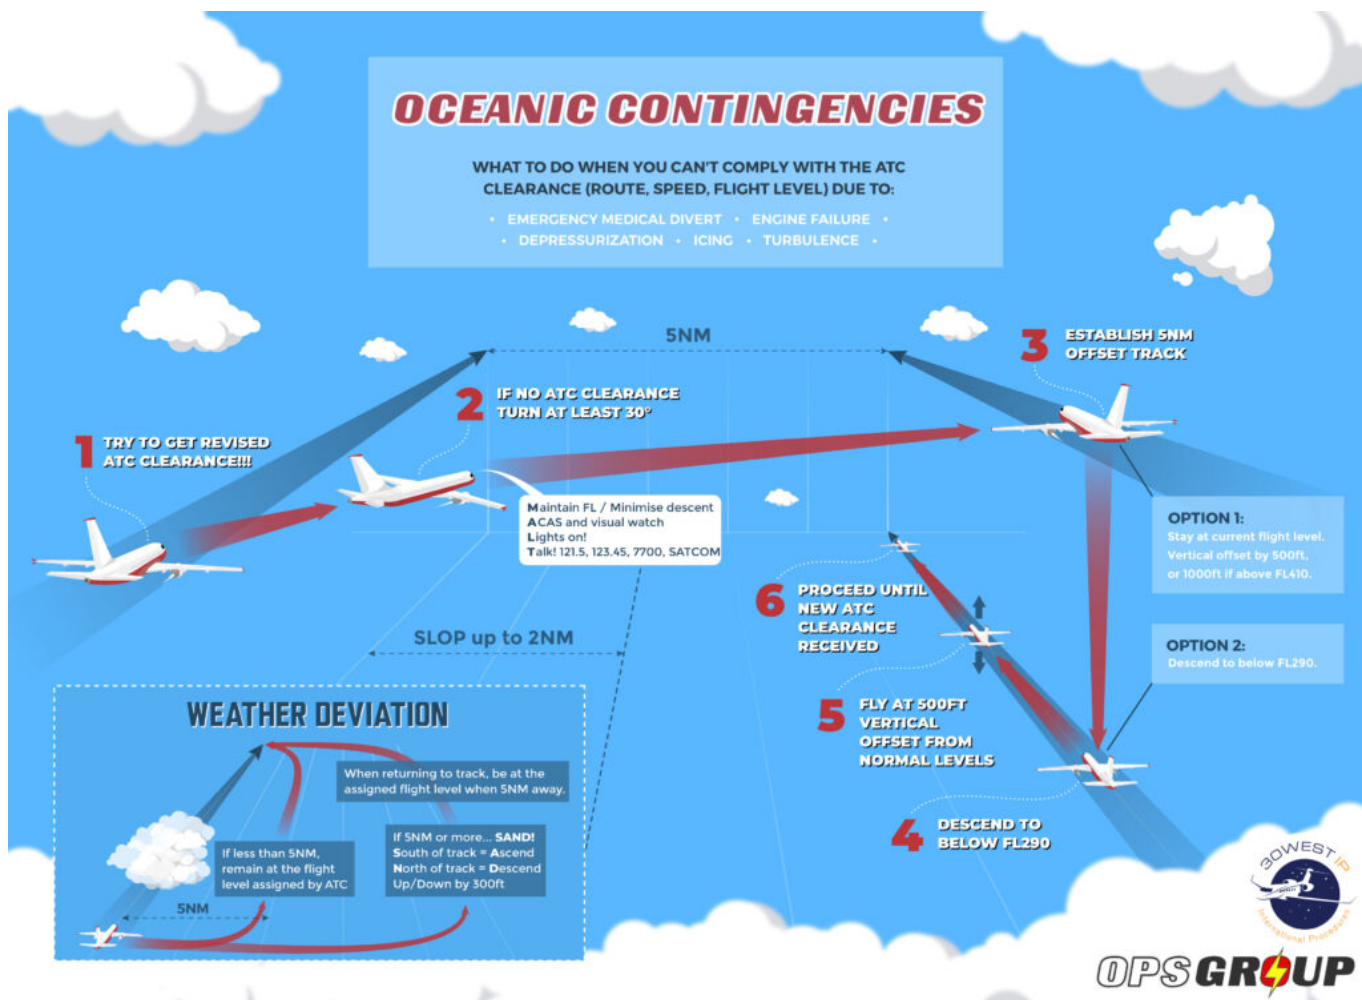 OCEANIC CONTINGENCIES
WHAT TO DO WHEN YOU CAN'T COMPLY WITH THE ATC
CLEARANCE (ROUTE, SPEED, FLIGHT LEVEL) DUE TO:
• EMERGENCY MEDICAL DIVERT • ENGINE FAILURE •
• DEPRESSURIZATION • ICING • TURBULENCE •
5NM
1 TRY TO GET REVISED
ATC CLEARANCE!!!
2 IF NO ATC CLEARANCE
TURN AT LEAST 30°
3 ESTABLISH 5NM
OFFSET TRACK
Maintain FL / Minimise descent
ACAS and visual watch
Lights on!
Talk! 121.5, 123.45, 7700, SATCOM
OPTION 1:
Stay at current flight level.
Vertical offset by 500ft,
or 1000ft if above FL410.
OPTION 2:
Descend to below FL290.
4 DESCEND TO
BELOW FL290
5 FLY AT 500FT
VERTICAL
OFFSET FROM
NORMAL LEVELS
6 PROCEED UNTIL
NEW ATC
CLEARANCE
RECEIVED
SLOP up to 2NM
WEATHER DEVIATION
When returning to track, be at the
assigned flight level when 5NM away.
If less than 5NM,
remain at the flight
level assigned by ATC
If 5NM or more... SAND!
South of track = Ascend
North of track = Descend
Up/Down by 300ft
5NM
30WEST IP
International Procedures
OPSGROUP